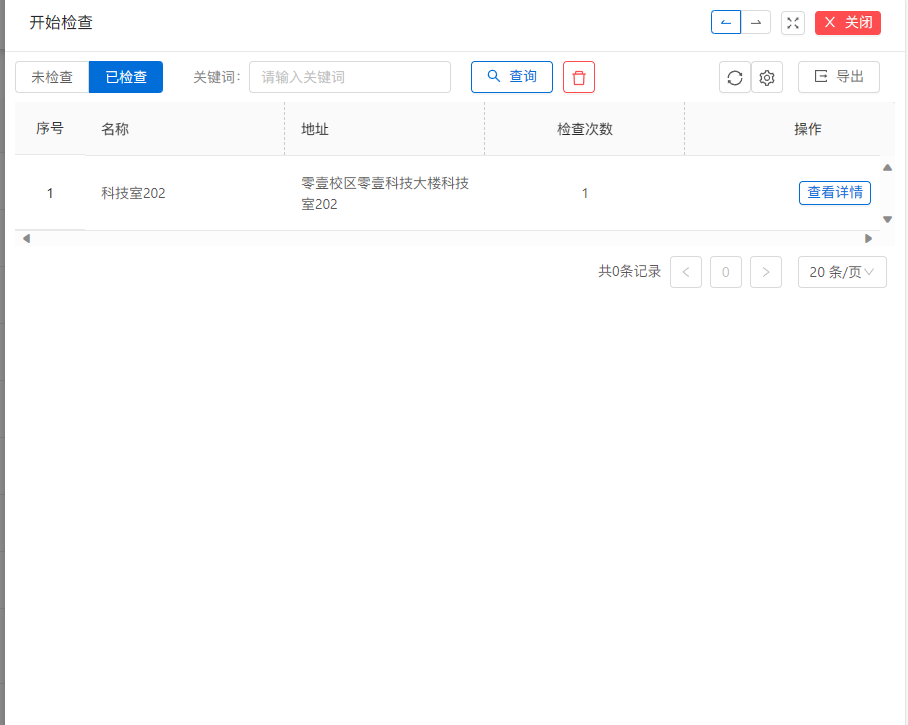 开始检查
关闭
未检查 已检查 关键词: 请输入关键词 查询 导出
序号 名称 地址 检查次数 操作
1 科技室202 零壹校区零壹科技大楼科技 1 查看详情
室202
共0条记录 < 0 > 20 条/页